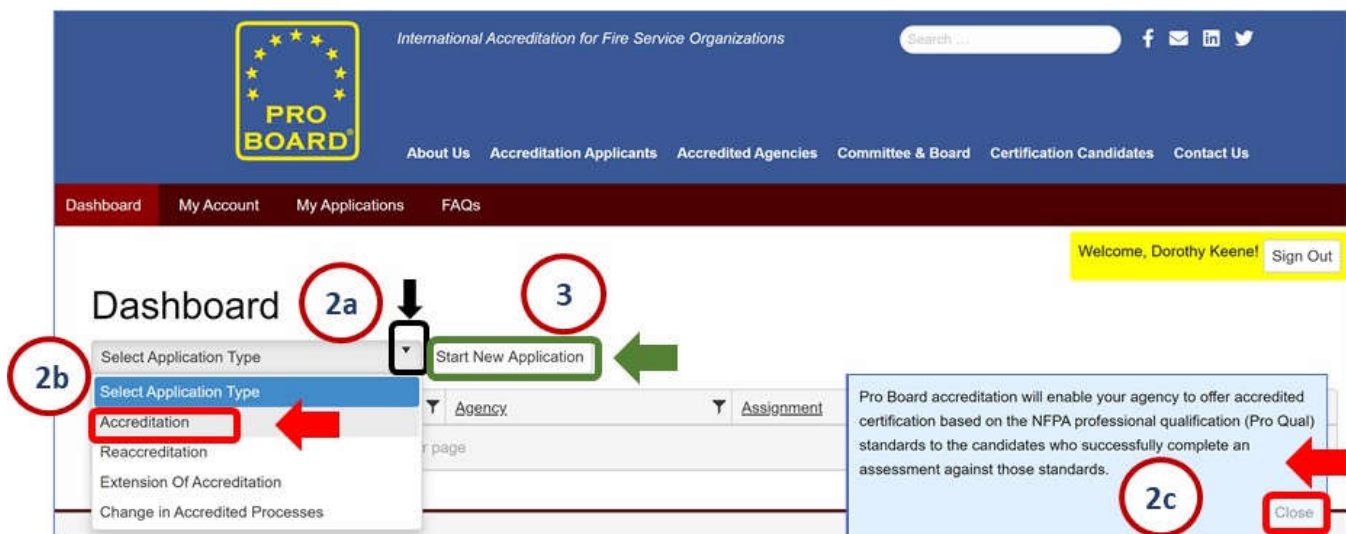 International Accreditation for Fire Service Organizations
Search ...
PRO
BOARD®
About Us Accreditation Applicants Accredited Agencies Committee & Board Certification Candidates Contact Us
Dashboard My Account My Applications FAQs
Welcome, Dorothy Keene! Sign Out
Dashboard
2a
3
Select Application Type Start New Application
2b
Select Application Type
Accreditation
Reaccreditation
Extension Of Accreditation
Change in Accredited Processes
Agency Assignment
page
Pro Board accreditation will enable your agency to offer accredited
certification based on the NFPA professional qualification (Pro Qual)
standards to the candidates who successfully complete an
assessment against those standards.
2c
Close